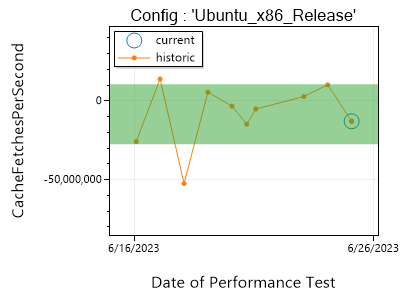 Config : 'Ubuntu_x86_Release'
current
historic
CacheFetchesPerSecond
0
-50,000,000
6/16/2023
6/26/2023
Date of Performance Test